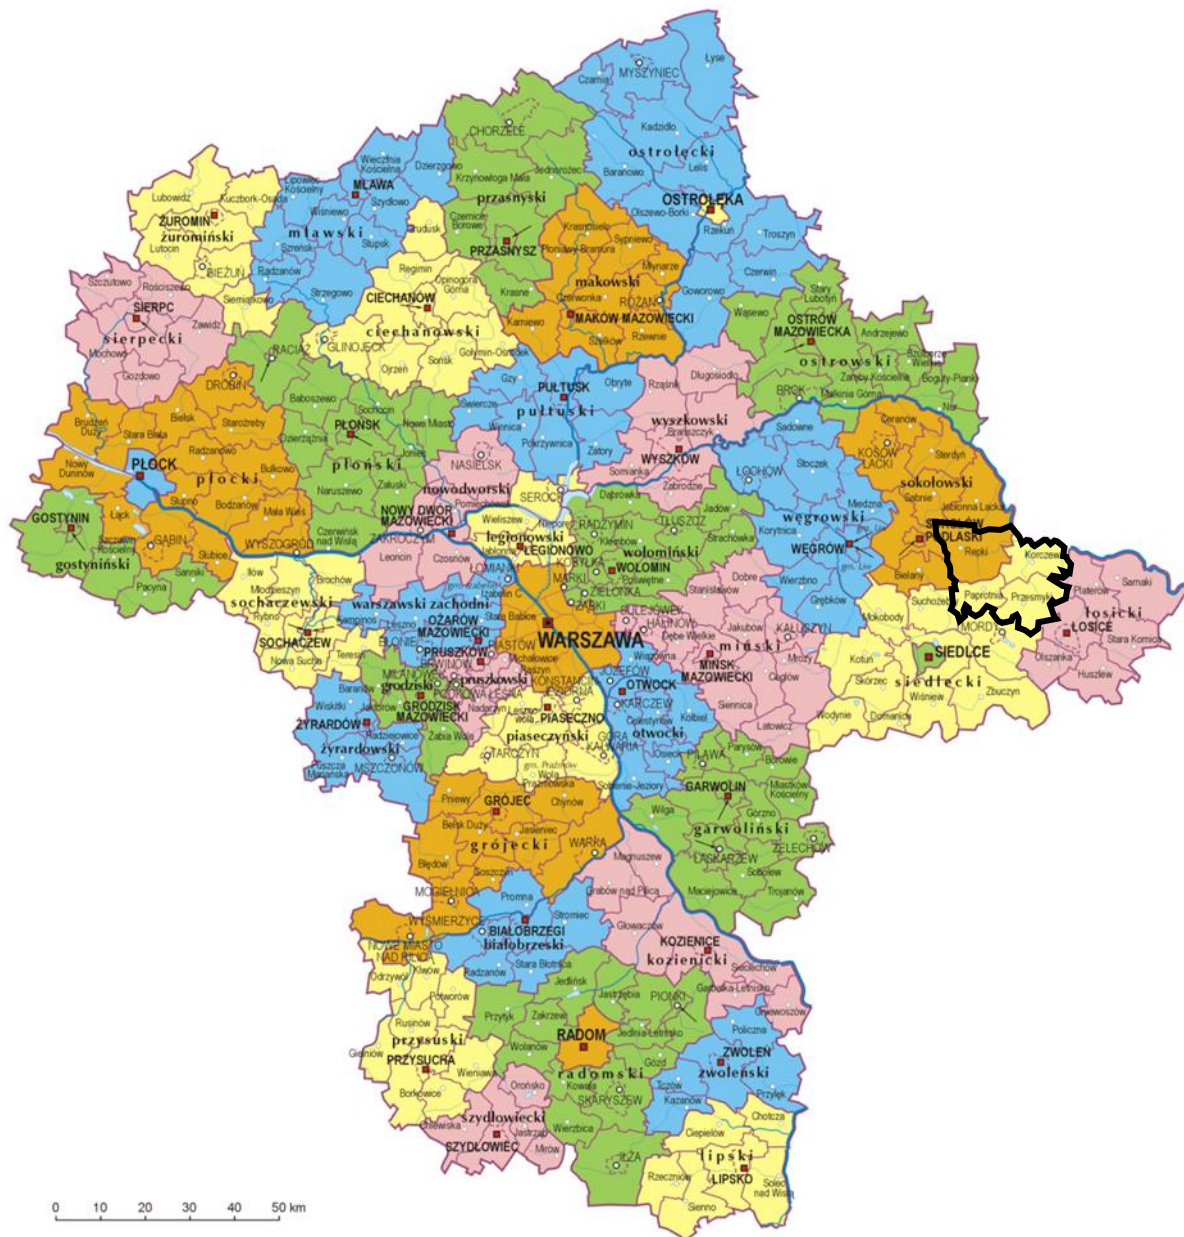 MYSZYNIEC
Łyse
Czarnia
CHORZELE
Kadzidło
ostrołęcki
Lelis
Baranowo
Wieczfnia
Kościelna
Dzierzgowo
Jednorożec
Krzynowłoga Mała
Lipowiec
Kościelny
MŁAWA
Szydłowo
przasnyski
OSTROŁĘKA
Olszewo-Borki
Rzekuń
Troszyn
Lubowidz
Kuczbork-Osada
Wiśniewo
ŻUROMIN
żuromiński
mławski
Czernice
Borowe
Krasnosielc
Sypniewo
Płoniawy-Bramura
Lutocin
Szreńsk
Stupsk
Grudusk
PRZASNYSZ
Młynarze
Czerwin
BIEŻUŃ
Radzanów
Regimin
Opinogóra
Górna
makowski
Goworowo
Stary
Lubotyń
Szczutowo
Rościszewo
Siemiątkowo
Strzegowo
CIECHANÓW
Krasne
Czerwonka
RÓŻAN
Wąsewo
OSTRÓW
MAZOWIECKA
Andrzejewo
SIERPC
sierpecki
Zawidz
ciechanowski
Karniewo
MAKÓW MAZOWIECKI
Rzewnie
Szelków
ostrowski
Mochowo
Gozdowo
RACIĄŻ
GLINOJECK
Sońsk
Gołymin-Ośrodek
Ojrzeń
Zaręby Kościelne
Boguty-Pianki
DROBIN
Gzy
PUŁTUSK
Obryte
Rząśnik
Długosiodło
BROK
Małkinia Górna
Nur
Baboszewo
Sochocin
Świercze
pułtuski
wyszkowski
Ceranów
Brudzeń
Duży
Bielsk
Staroźreby
PŁOŃSK
Nowe Miasto
Winnica
Brańszczyk
Sadowne
KOSÓW
LACKI
Sterdyń
Stara Biała
Dzierzążnia
Joniec
Pokrzywnica
Zatory
WYSZKÓW
Stoczek
Radzanowo
NASIELSK
Somianka
ŁOCHÓW
sokołowski
Nowy
Duninów
PŁOCK
płocki
Bulkowo
płoński
Załuski
nowodworski
Zabrodzie
Sabnie
Miedzna
Słupno
Bodzanów
Mała Wieś
Naruszewo
SEROCK
Dąbrówka
Jadów
węgrowski
Jabłonna Lacka
GOSTYNIN
Łąck
NOWY DWÓR
MAZOWIECKI
Wieliszew
Nieporęt
RADZYMIN
TŁUSZCZ
Korytnica
PODLASKI
Szczawin
Kościelny
GĄBIN
Słubice
WYSZOGRÓD
Czerwińsk
nad Wisłą
ZAKROCZYM
legionowski
Klembów
Strachówka
WĘGRÓW
Repki
Korczew
gostyniński
Jabłonna
LEGIONOWO
wołomiński
Sanniki
Iłów
Leoncin
Czosnów
KOBYŁKA
WOŁOMIN
Poświętne
Wierzbno
Bielany
Pacyna
Brochów
ŁOMIANKI
MARKI
Dobre
Grębków
Paprotnia
Przesmyki
Platerów
Sarnaki
Młodzieszyn
sochaczewski
warszawski zachodni
Izabelin C
ZIELONKA
ZĄBKI
Stanisławów
Suchożebry
łosicki
Rybno
Kampinos
Leszno
Stare Babice
SULEJÓWEK
HALINÓW
Jakubów
KAŁUSZYN
Mokobody
MORDY
ŁOSICE
SOCHACZEW
OŻARÓW
MAZOWIECKI
WARSZAWA
Dębe Wielkie
miński
Stara Kornica
BŁONIE
PRUSZKÓW
PIASTÓW
Wiązowna
Mrozy
Kotuń
SIEDLCE
Olszanka
Nowa Sucha
Teresin
BRWINÓW
Michałowice
Raszyn
JÓZEFÓW
MIŃSK
MAZOWIECKI
Cegłów
siedlecki
Huszlew
MILANÓWEK
pruszkowski
KONSTANCIN
JEZIORNA
OTWOCK
Skórzec
Zbuczyn
Baranów
grodziski
PODKOWA LEŚNA
KARCZEW
Siennica
Wiśniew
Wiskitki
Jaktorów
GRODZISK
MAZOWIECKI
Nadarzyn
Lesznowola
PIASECZNO
Celestynów
Kołbiel
Latowicz
Wodynie
Domanice
ŻYRARDÓW
Radziejowice
żyrardowski
Żabia Wola
piaseczyński
GÓRA
KALWARIA
otwocki
Puszcza
Mariańska
MSZCZONÓW
TARCZYN
gm. Prażmów
Wola
Prażmowska
Osieck
PILAWA
Parysów
Borowie
Sobienie-Jeziory
GARWOLIN
Miastków
Kościelny
Pniewy
GRÓJEC
Chynów
Wilga
Górzno
Belsk Duży
Jasieniec
garwoliński
ŻELECHÓW
grójecki
WARKA
ŁASKARZEW
Błędów
Goszczyn
Magnuszew
Sobolew
MOGIELNICA
Promna
Grabów nad Pilicą
Maciejowice
Trojanów
WYŚMIERZYCE
Stromiec
BIAŁOBRZEGI
białobrzeski
Głowaczów
KOZIENICE
kozienicki
NOWE MIASTO
NAD PILICĄ
Stara Błotnica
Radzanów
Sieciechów
Odrzywół
Klwów
Jedlińsk
Garbatka-Letnisko
Potworów
Jastrzębia
PIONKI
Gniewoszów
Przytyk
Zakrzew
Rusinów
RADOM
Jedlnia-Letnisko
Policzna
przysuski
Wolanów
Gielniów
PRZYSUCHA
radomski
Gózd
ZWOLEŃ
zwoleński
Wieniawa
Orońsko
Kowala
SKARYSZEW
Tczów
Przyłęk
Borkowice
Kazanów
szydłowiecki
Chotcza
Chlewiska
Jastrząb
Wierzbica
Ciepielów
SZYDŁOWIEC
Mirów
IŁŻA
lipski
Rzeczniów
LIPSKO
Solec
nad Wisłą
Sienno
0 10 20 30 40 50 km